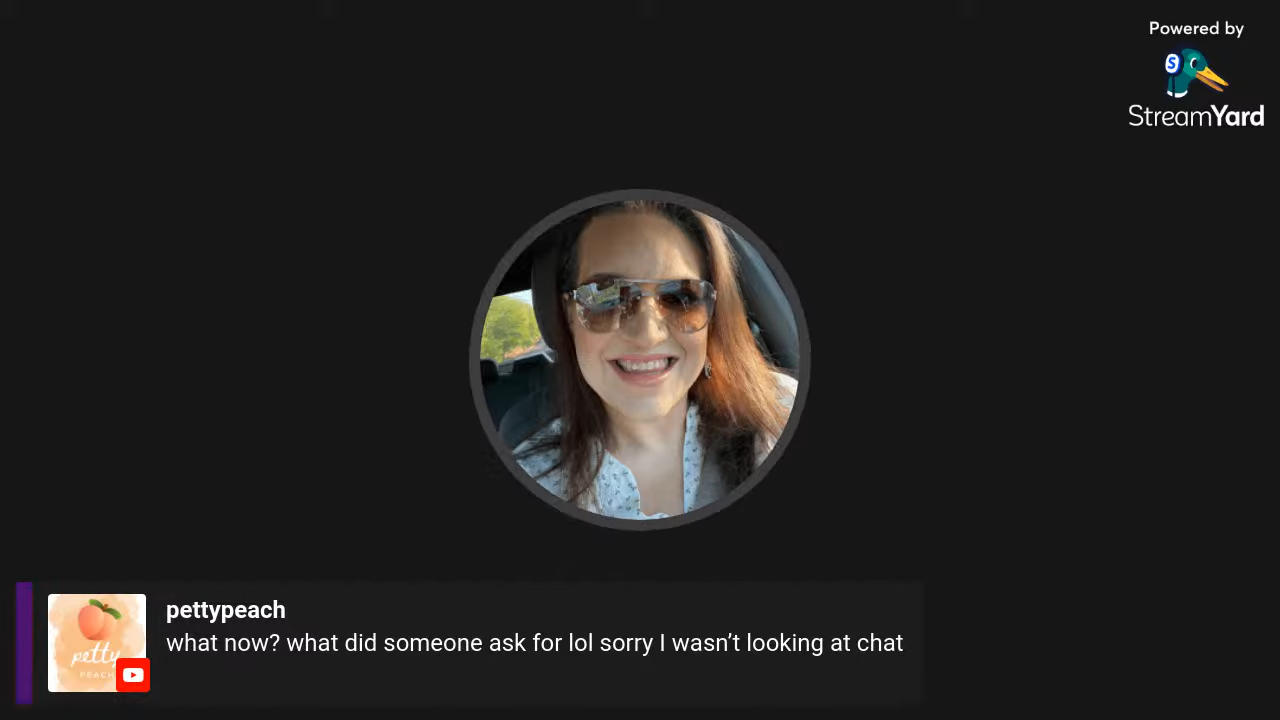 Powered by
S
StreamYard
pettypeach
what now? what did someone ask for lol sorry I wasn’t looking at chat
petty
PEACH